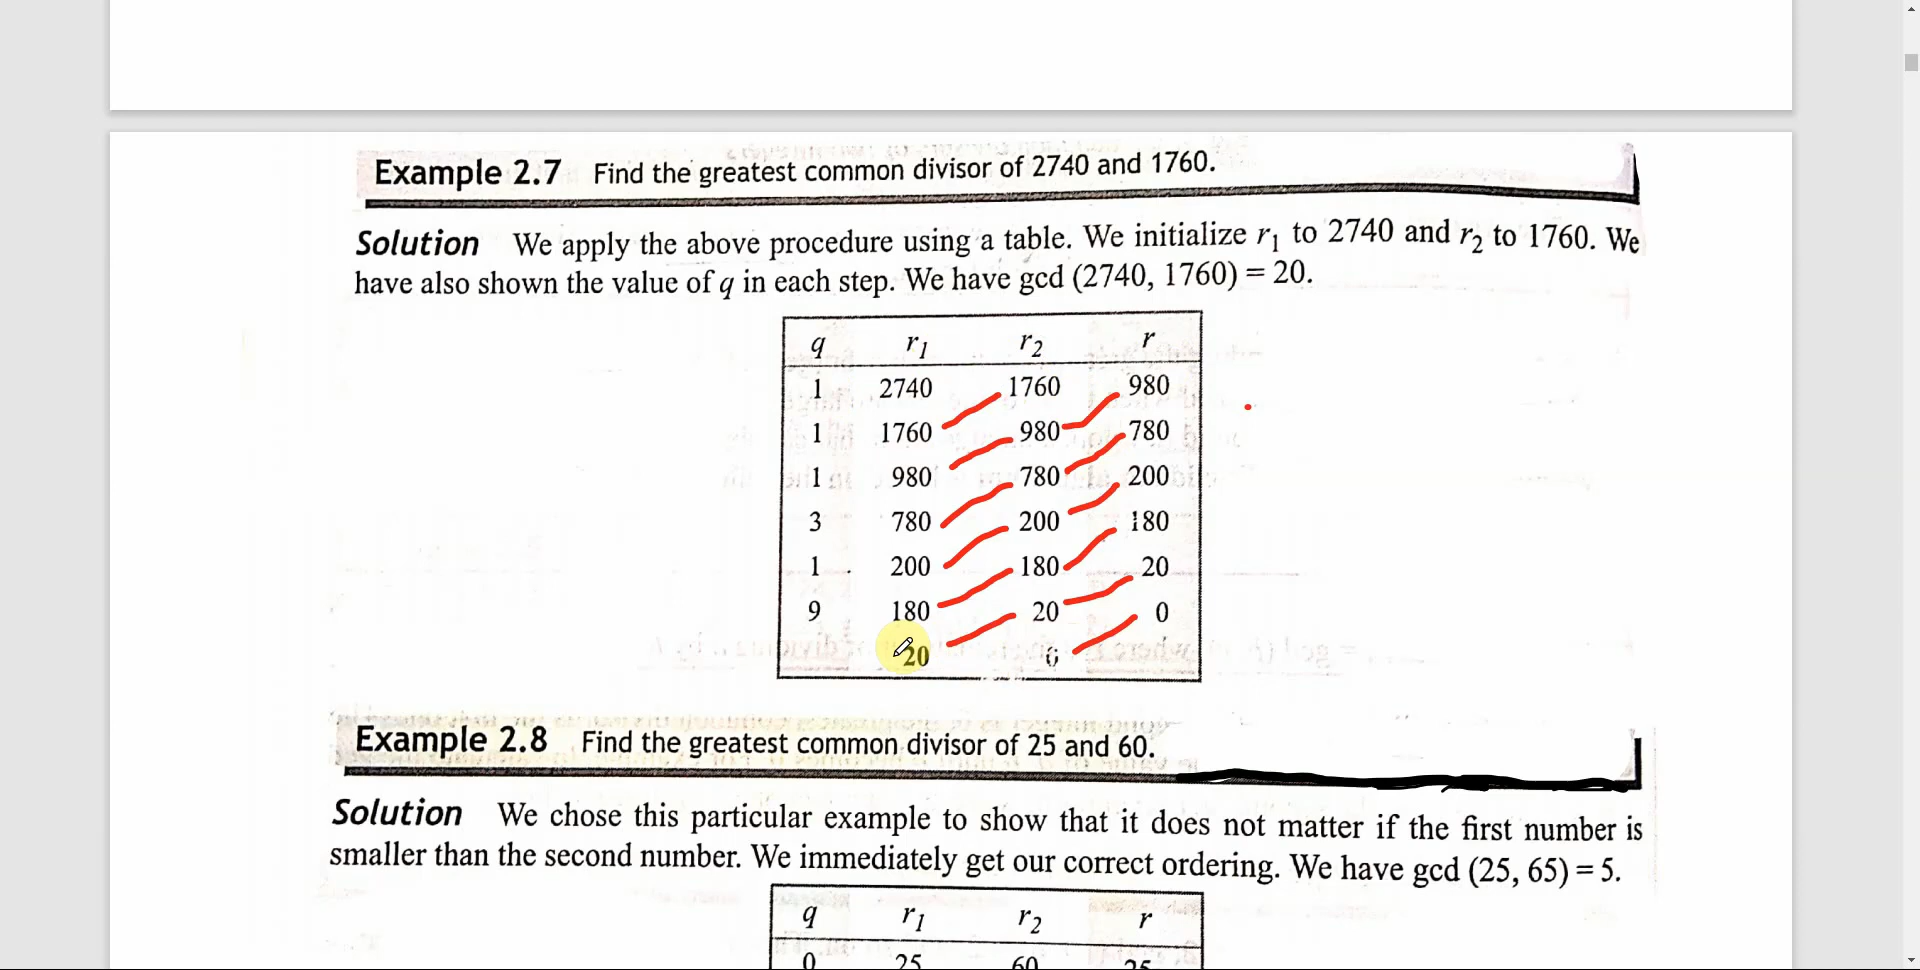 Example 2.7 Find the greatest common divisor of 2740 and 1760.
Solution We apply the above procedure using a table. We initialize r1 to 2740 and r2 to 1760. We
have also shown the value of q in each step. We have gcd (2740, 1760) = 20.
q r1 r2 r
1 2740 1760 980
1 1760 980 780
1 980 780 200
3 780 200 180
1 200 180 20
9 180 20 0
20 0
Example 2.8 Find the greatest common divisor of 25 and 60.
Solution We chose this particular example to show that it does not matter if the first number is
smaller than the second number. We immediately get our correct ordering. We have gcd (25, 65) = 5.
q r1 r2 r
0 25 60 25